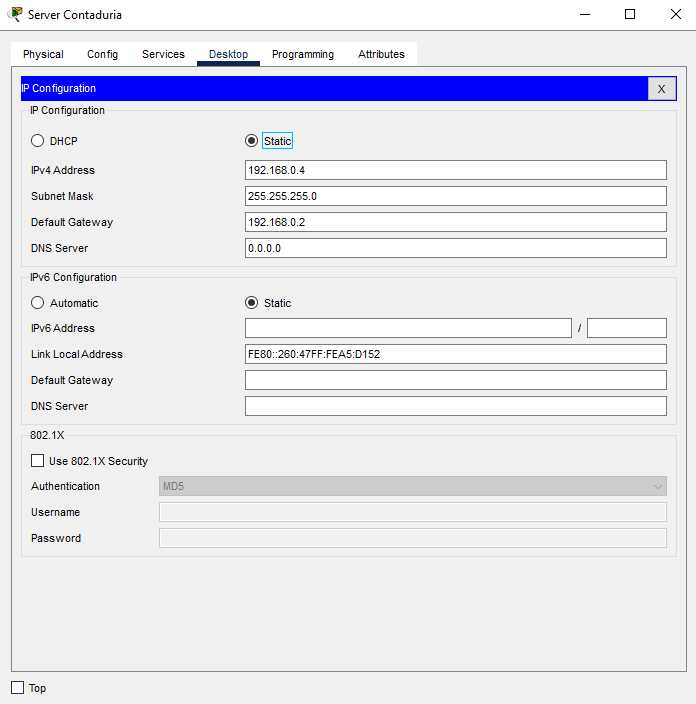 Server Contaduria
Physical Config Services Desktop Programming Attributes
IP Configuration X
IP Configuration
DHCP Static
IPv4 Address 192.168.0.4
Subnet Mask 255.255.255.0
Default Gateway 192.168.0.2
DNS Server 0.0.0.0
IPv6 Configuration
Automatic Static
IPv6 Address /
Link Local Address FE80::260:47FF:FEA5:D152
Default Gateway
DNS Server
802.1X
Use 802.1X Security
Authentication MD5
Username
Password
Top